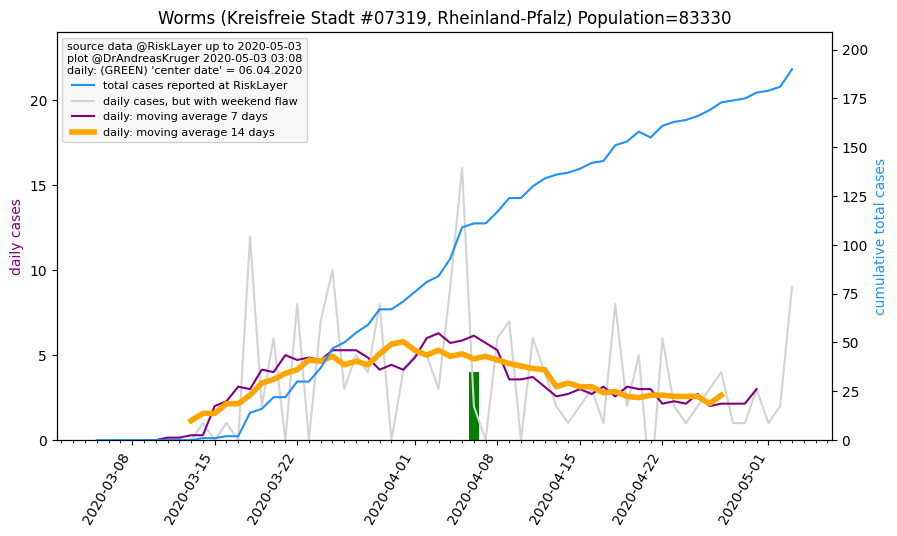 Worms (Kreisfreie Stadt #07319, Rheinland-Pfalz) Population=83330
source data @RiskLayer up to 2020-05-03
plot @DrAndreasKruger 2020-05-03 03:08
daily: (GREEN) 'center date' = 06.04.2020
total cases reported at RiskLayer
daily cases, but with weekend flaw
daily: moving average 7 days
daily: moving average 14 days
daily cases
0
5
10
15
20
cumulative total cases
0
25
50
75
100
125
150
175
200
2020-03-08
2020-03-15
2020-03-22
2020-04-01
2020-04-08
2020-04-15
2020-04-22
2020-05-01